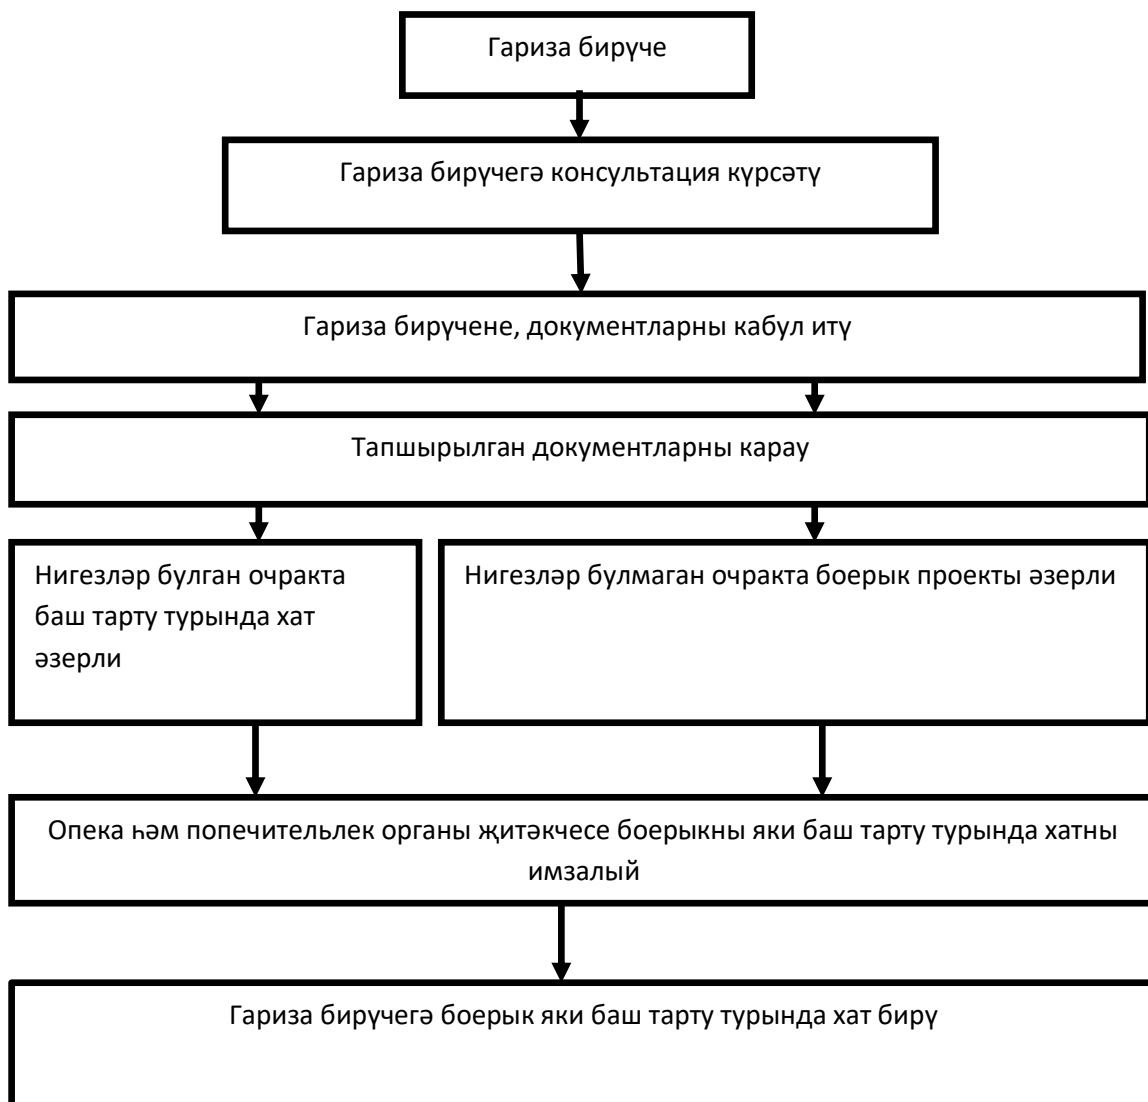 Гариза бирүче
Гариза бирүчегә консультация күрсәтү
Гариза бирүчене, документларны кабул итү
Тапшырылган документларны карау
Нигезләр булган очракта
баш тарту турында хат
әзерли
Нигезләр булмаган очракта боерык проекты әзерли
Опека һәм попечительлек органы җитәкчесе боерыкны яки баш тарту турында хатны
имзалый
Гариза бирүчегә боерык яки баш тарту турында хат бирү